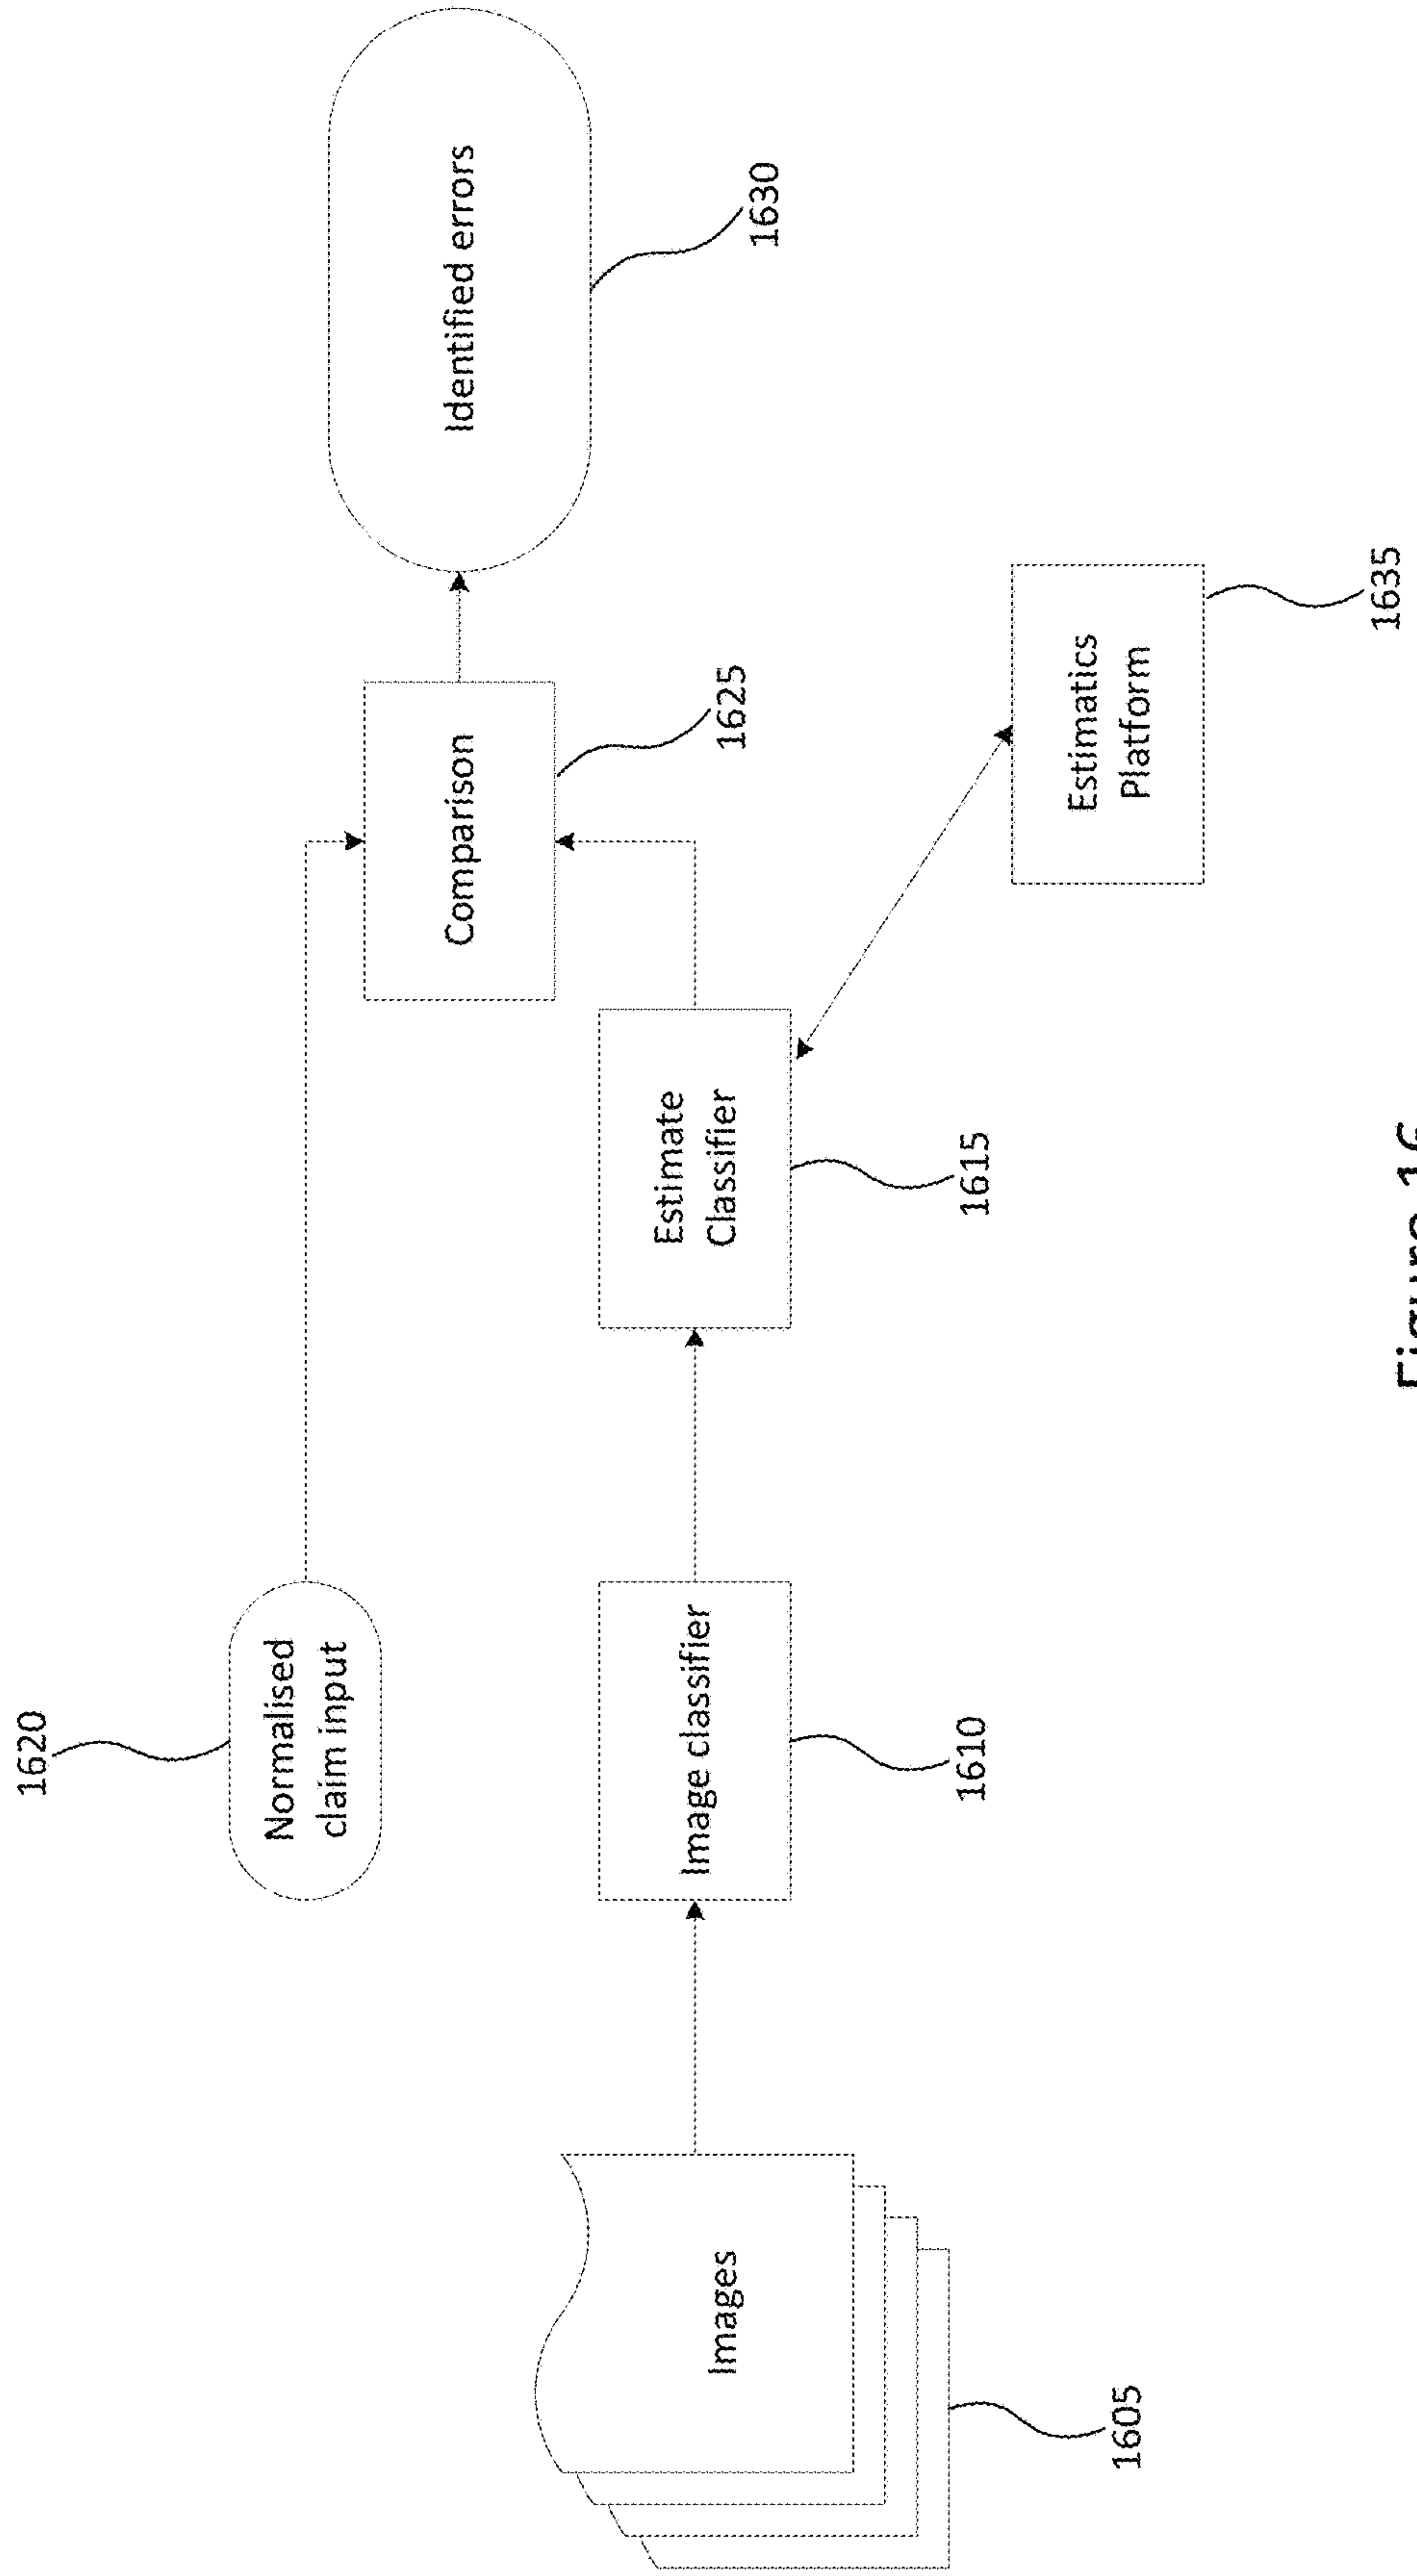 1620
Normalised
claim input
Comparison
1625
Identified errors
1630
Images
1605
Image classifier
1610
Estimate
Classifier
1615
Estimatics
Platform
1635
Figure 16